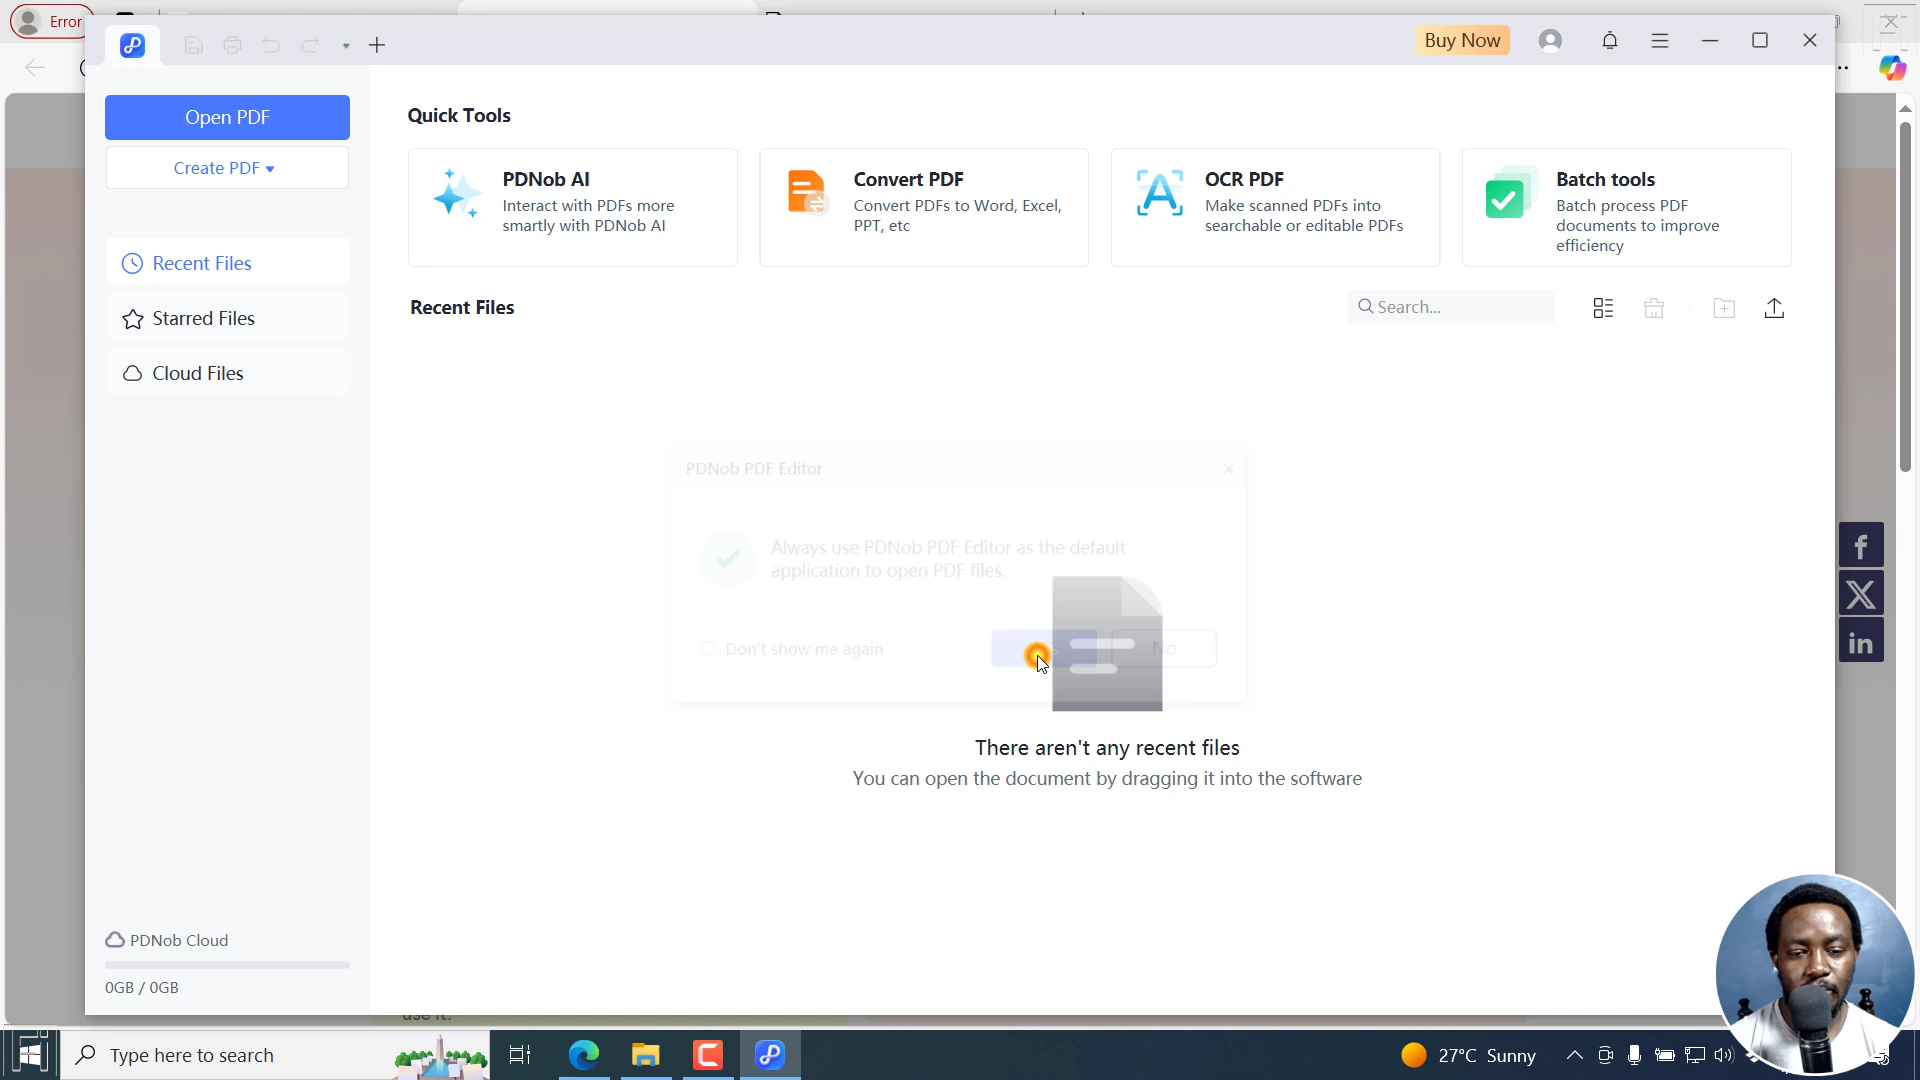 Error
Buy Now
Open PDF
Create PDF
Recent Files
Starred Files
Cloud Files
PDNob Cloud
0GB / 0GB
Quick Tools
PDNob AI
Interact with PDFs more
smartly with PDNob AI
Convert PDF
Convert PDFs to Word, Excel,
PPT, etc
OCR PDF
Make scanned PDFs into
searchable or editable PDFs
Batch tools
Batch process PDF
documents to improve
efficiency
Recent Files
Search...
PDNob PDF Editor
Always use PDNob PDF Editor as the default
application to open PDF files.
Don't show me again
No
There aren't any recent files
You can open the document by dragging it into the software
use it.
Type here to search
27°C Sunny